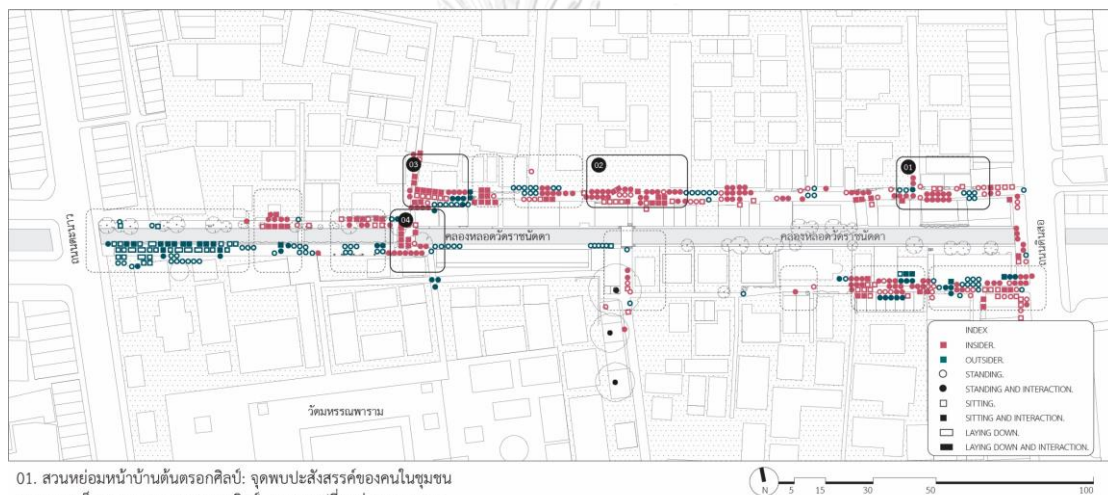 03
02
01
04
ถนนตะนาว
คลองหลอดวัดราชนัดดา
คลองหลอดวัดราชนัดดา
ถนนดินสอ
วัดมหรรณพาราม
INDEX
INSIDER.
OUTSIDER.
STANDING.
STANDING AND INTERACTION.
SITTING.
SITTING AND INTERACTION.
LAYING DOWN.
LAYING DOWN AND INTERACTION.
01. สวนหย่อมหน้าบ้านต้นตรอกศิลป์: จุดพบปะสังสรรค์ของคนในชุมชน
N 5 15 30 50 100